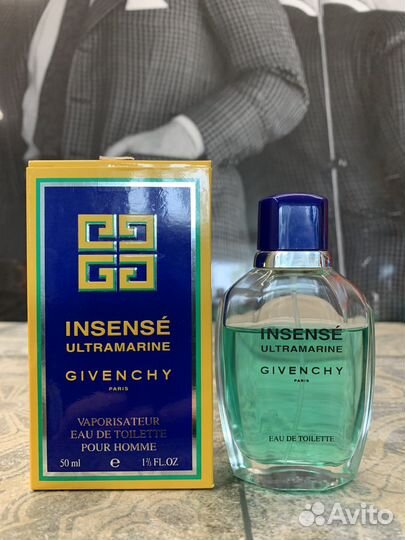 INSENSÉ
ULTRAMARINE
GIVENCHY
PARIS
VAPORISATEUR
EAU DE TOILETTE
POUR HOMME
50 ml e 1⅔ FL.OZ
INSENSÉ
ULTRAMARINE
GIVENCHY
PARIS
EAU DE TOILETTE
Avito